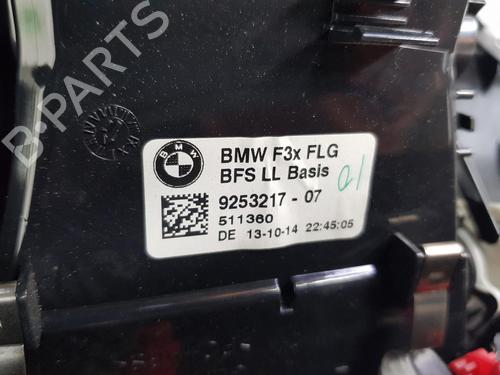 B-PARTS
BMW
BMW F3x FLG
BFS LL Basis
01
9253217 - 07
511360
DE 13-10-14 22:45:05